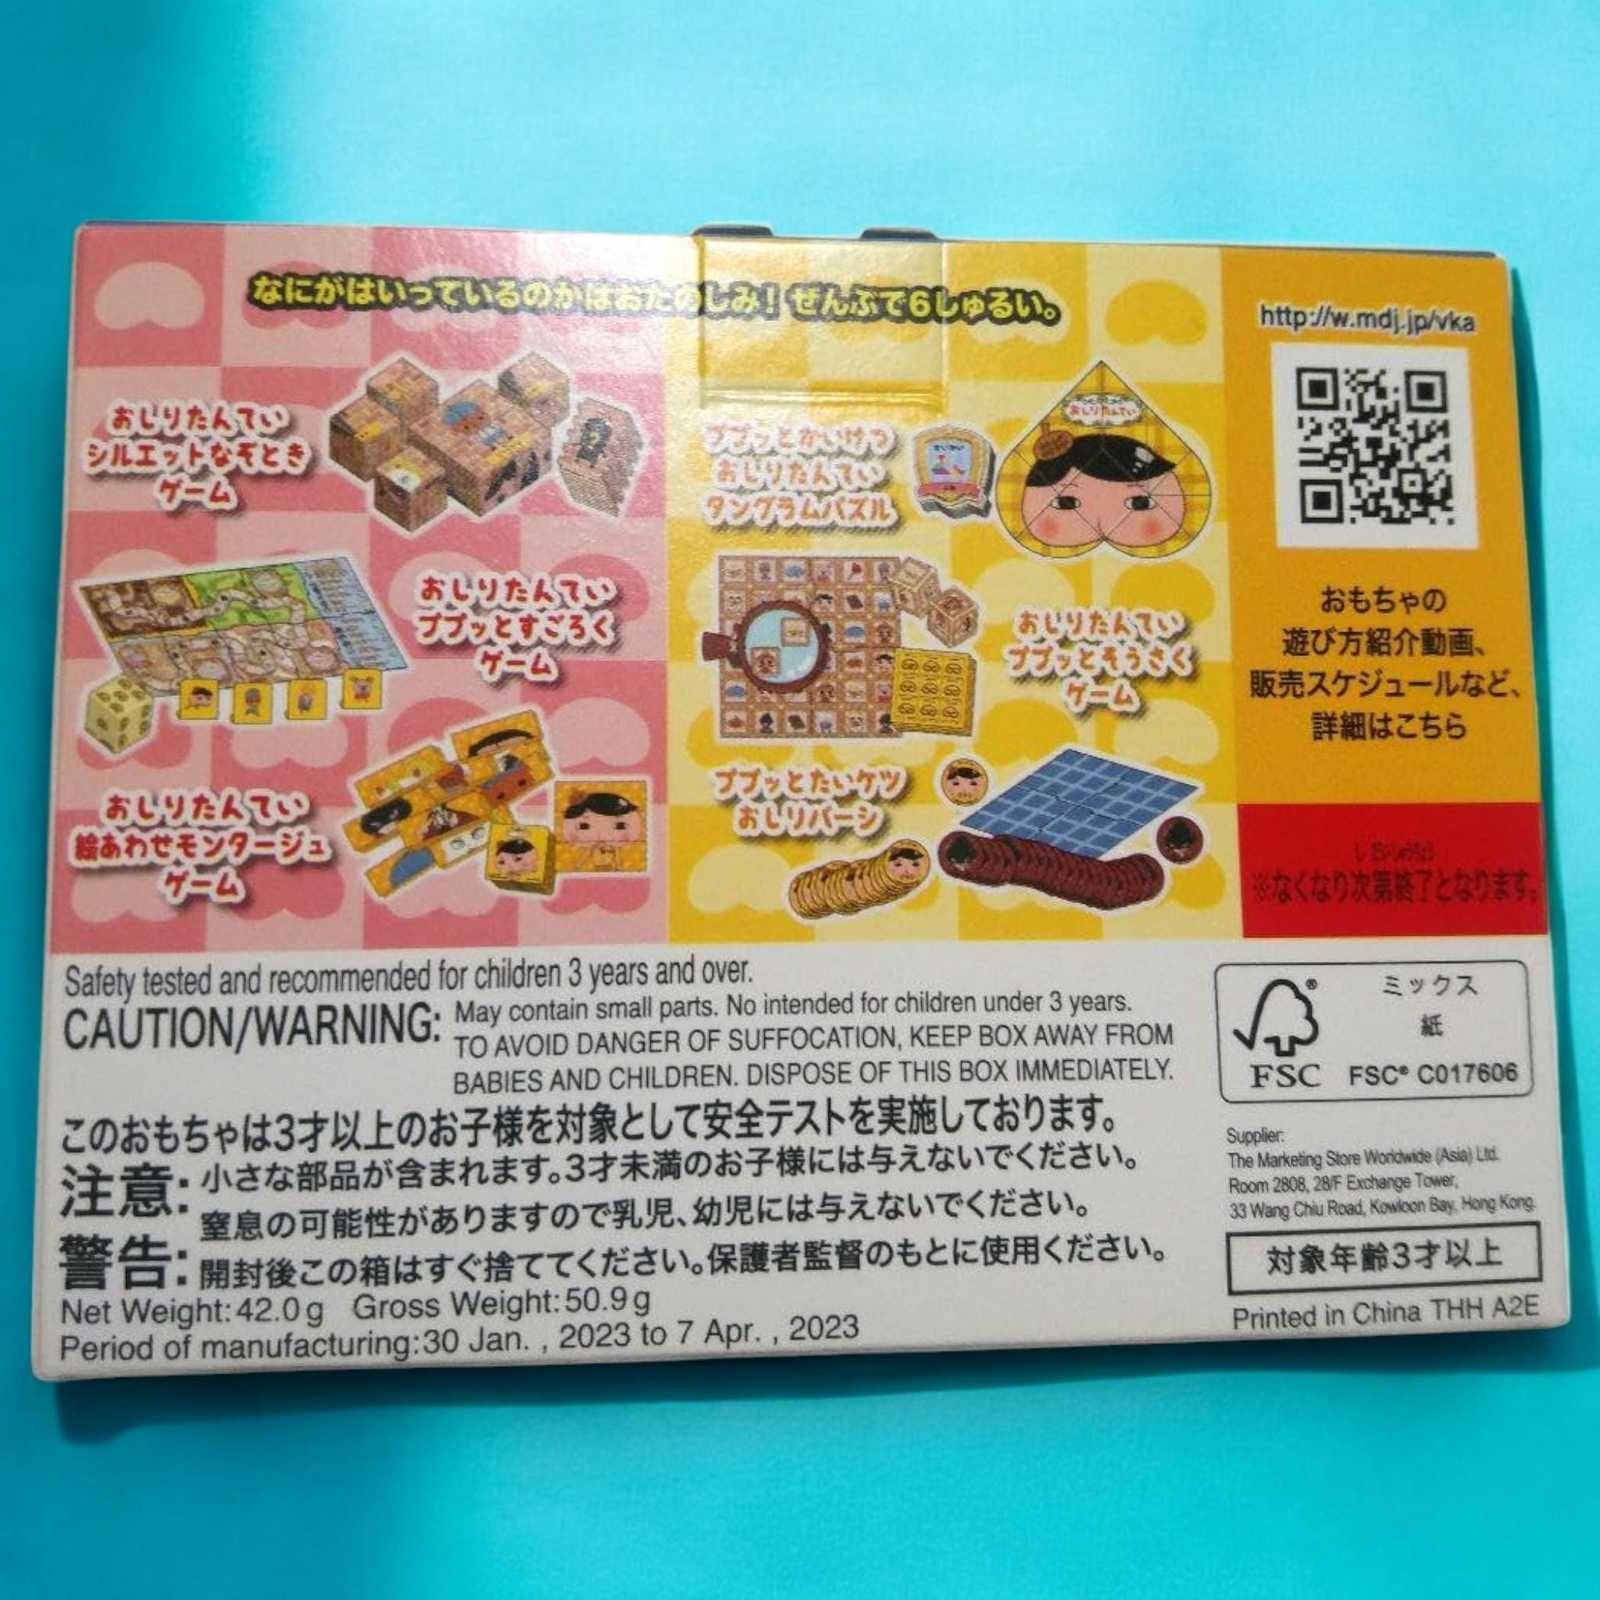 なにがはいっているのかはおたのしみ！ぜんぶで6しゅるい。
おしりたんてい
シルエットなぞとき
ゲーム
おしりたんてい
ププッとすごろく
ゲーム
おしりたんてい
絵あわせモンタージュ
ゲーム
ププッとかいけつ
おしりたんてい
タングラムパズル
おしりたんてい
おしりたんてい
ププッとそうさく
ゲーム
ププッとたいケツ
おしリバーシ
http://w.mdj.jp/vka
おもちゃの
遊び方紹介動画、
販売スケジュールなど、
詳細はこちら
※なくなり次第終了となります。
Safety tested and recommended for children 3 years and over.
CAUTION/WARNING: May contain small parts. No intended for children under 3 years.
TO AVOID DANGER OF SUFFOCATION, KEEP BOX AWAY FROM
BABIES AND CHILDREN. DISPOSE OF THIS BOX IMMEDIATELY.
このおもちゃは3才以上のお子様を対象として安全テストを実施しております。
注意: 小さな部品が含まれます。3才未満のお子様には与えないでください。
窒息の可能性がありますので乳児、幼児には与えないでください。
警告: 開封後この箱はすぐ捨ててください。保護者監督のもとに使用ください。
Net Weight:42.0g Gross Weight:50.9g
Period of manufacturing:30 Jan. , 2023 to 7 Apr. , 2023
FSC
ミックス
紙
FSC® C017606
Supplier:
The Marketing Store Worldwide (Asia) Ltd.
Room 2808, 28/F Exchange Tower,
33 Wang Chiu Road, Kowloon Bay, Hong Kong.
対象年齢3才以上
Printed in China THH A2E